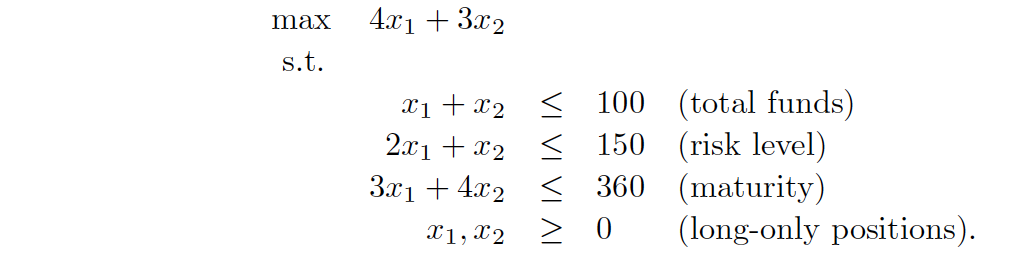 max 4x₁ + 3x₂
s.t.
x₁ + x₂ ≤ 100 (total funds)
2x₁ + x₂ ≤ 150 (risk level)
3x₁ + 4x₂ ≤ 360 (maturity)
x₁, x₂ ≥ 0 (long-only positions).